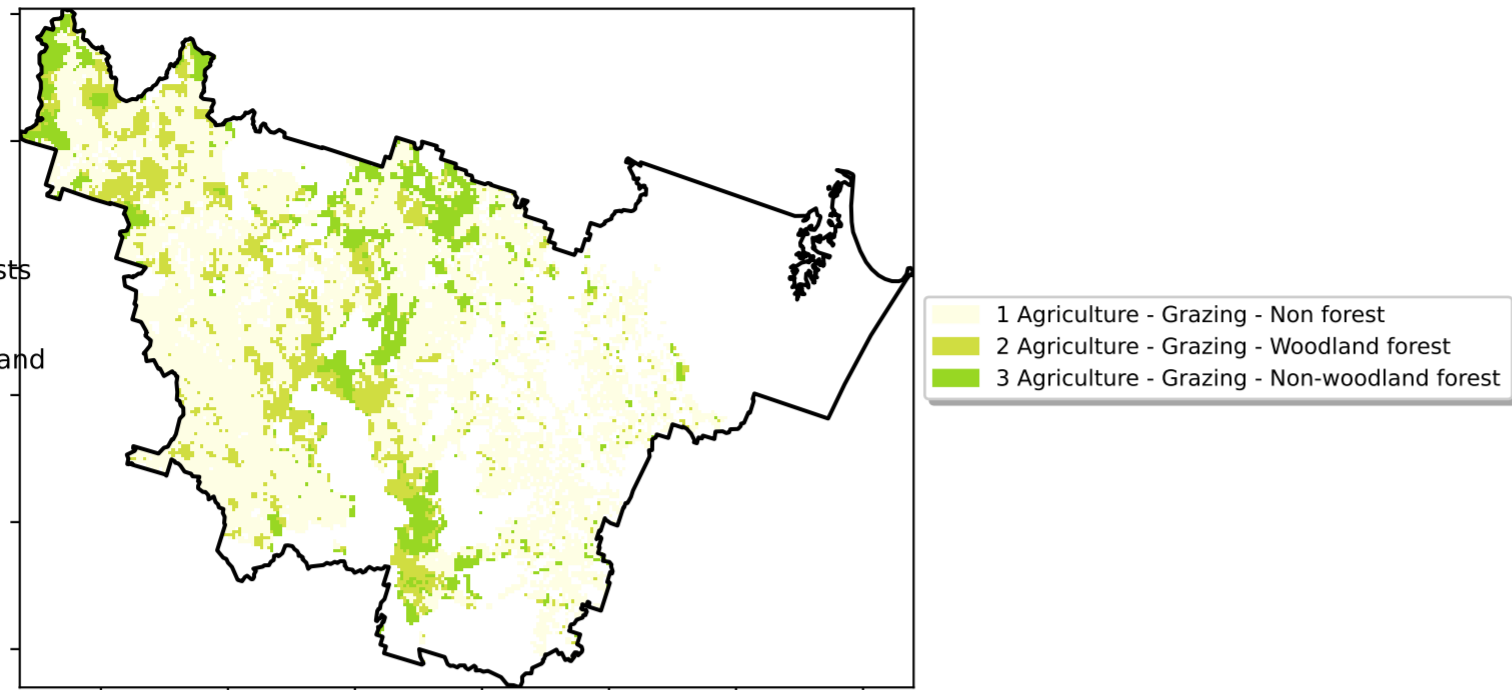 sts
and
1 Agriculture - Grazing - Non forest
2 Agriculture - Grazing - Woodland forest
3 Agriculture - Grazing - Non-woodland forest